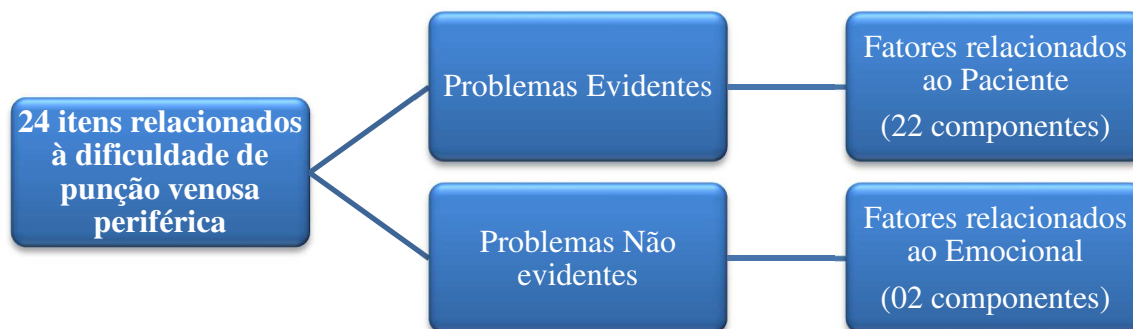 24 itens relacionados
à dificuldade de
punção venosa
periférica
Problemas Evidentes
Fatores relacionados
ao Paciente
(22 componentes)
Problemas Não
evidentes
Fatores relacionados
ao Emocional
(02 componentes)